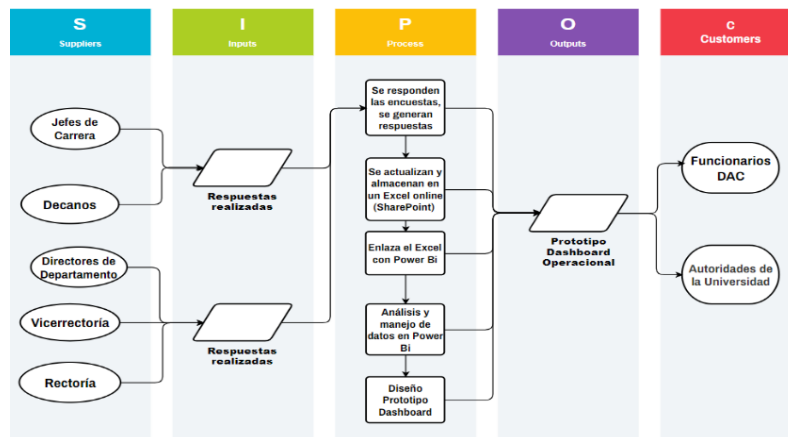 S
Suppliers
I
Inputs
P
Process
O
Outputs
C
Customers
Jefes de
Carrera
Decanos
Directores de
Departamento
Vicerrectoría
Rectoría
Respuestas
realizadas
Respuestas
realizadas
Se responden
las encuestas,
se generan
respuestas
Se actualizan y
almacenan en
un Excel online
(SharePoint)
Enlaza el Excel
con Power Bi
Análisis y
manejo de
datos en Power
Bi
Diseño
Prototipo
Dashboard
Prototipo
Dashboard
Operacional
Funcionarios
DAC
Autoridades de
la Universidad